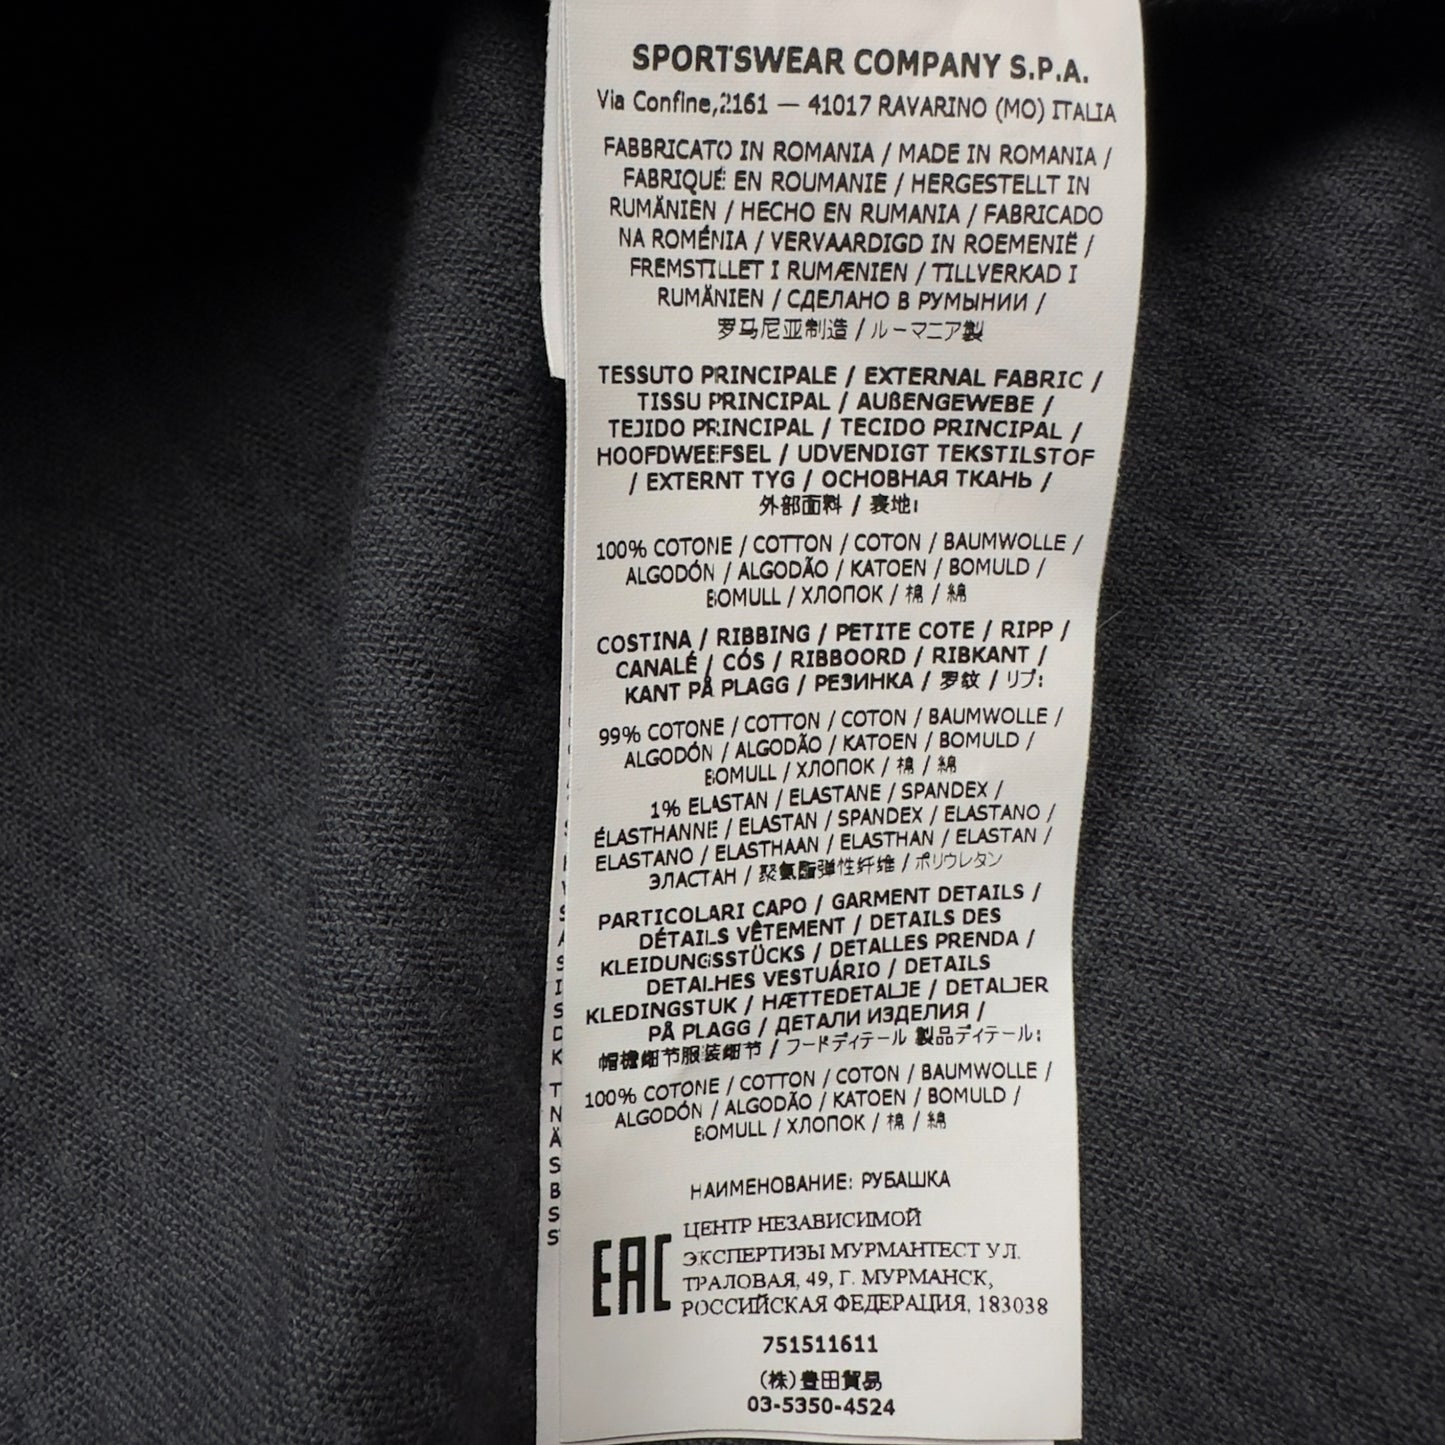 SPORTSWEAR COMPANY S.P.A.
Via Confine,2161 — 41017 RAVARINO (MO) ITALIA
FABBRICATO IN ROMANIA / MADE IN ROMANIA /
FABRIQUÉ EN ROUMANIE / HERGESTELLT IN
RUMÄNIEN / HECHO EN RUMANIA / FABRICADO
NA ROMÉNIA / VERVAARDIGD IN ROEMENIË /
FREMSTILLET I RUMÆNIEN / TILLVERKAD I
RUMÄNIEN / СДЕЛАНО В РУМЫНИИ /
罗马尼亚制造 / ルーマニア製
TESSUTO PRINCIPALE / EXTERNAL FABRIC /
TISSU PRINCIPAL / AUßENGEWEBE /
TEJIDO PRINCIPAL / TECIDO PRINCIPAL /
HOOFDWEEFSEL / UDVENDIGT TEKSTILSTOF
/ EXTERNT TYG / ОСНОВНАЯ ТКАНЬ /
外部面料 / 表地:
100% COTONE / COTTON / COTON / BAUMWOLLE /
ALGODÓN / ALGODÃO / KATOEN / BOMULD /
BOMULL / ХЛОПОК / 棉 / 綿
COSTINA / RIBBING / PETITE COTE / RIPP /
CANALÉ / CÓS / RIBBOORD / RIBKANT /
KANT PÅ PLAGG / РЕЗИНКА / 罗纹 / リブ:
99% COTONE / COTTON / COTON / BAUMWOLLE /
ALGODÓN / ALGODÃO / KATOEN / BOMULD /
BOMULL / ХЛОПОК / 棉 / 綿
1% ELASTAN / ELASTANE / SPANDEX /
ÉLASTHANNE / ELASTAN / SPANDEX / ELASTANO /
ELASTANO / ELASTHAAN / ELASTHAN / ELASTAN /
ЭЛАСТАН / 聚氨酯弹性纤维 / ポリウレタン
PARTICOLARI CAPO / GARMENT DETAILS /
DÉTAILS VÊTEMENT / DETAILS DES
KLEIDUNGSSTÜCKS / DETALLES PRENDA /
DETALHES VESTUÁRIO / DETAILS
KLEDINGSTUK / HÆTTEDETALJE / DETALJER
PÅ PLAGG / ДЕТАЛИ ИЗДЕЛИЯ /
帽檐细节服装细节 / フードディテール 製品ディテール:
100% COTONE / COTTON / COTON / BAUMWOLLE /
ALGODÓN / ALGODÃO / KATOEN / BOMULD /
BOMULL / ХЛОПОК / 棉 / 綿
НАИМЕНОВАНИЕ: РУБАШКА
EAC
ЦЕНТР НЕЗАВИСИМОЙ
ЭКСПЕРТИЗЫ МУРМАНТЕСТ УЛ.
ТРАЛОВАЯ, 49, Г. МУРМАНСК,
РОССИЙСКАЯ ФЕДЕРАЦИЯ, 183038
751511611
(株)豊田貿易
03-5350-4524